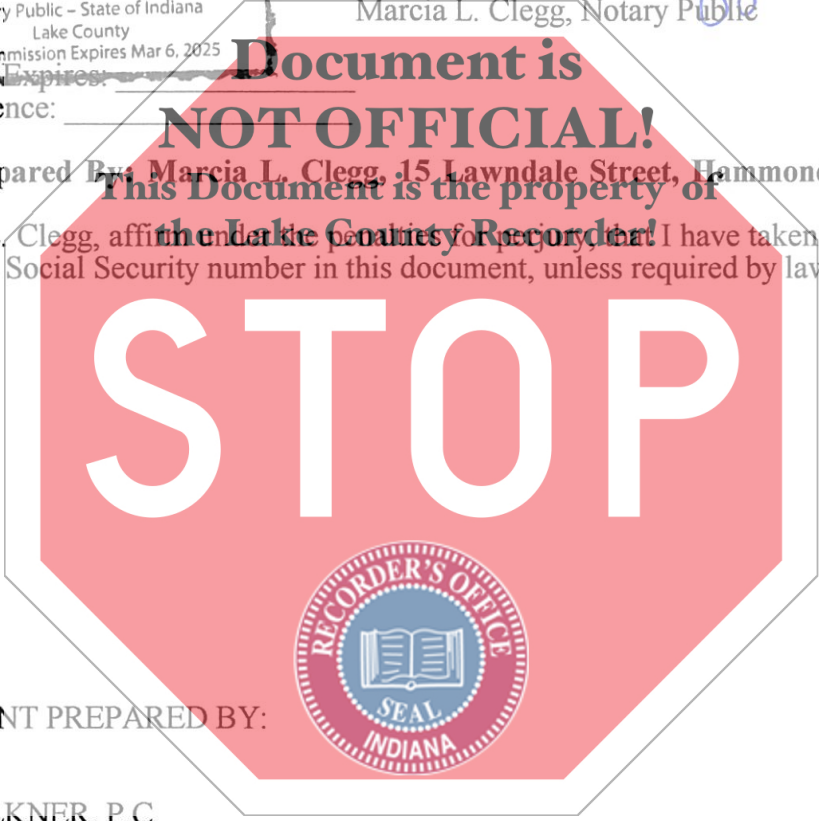 y Public – State of Indiana
Lake County
mmission Expires Mar 6, 2025
Marcia L. Clegg, Notary Public
Document is
Expires:
NOT OFFICIAL!
nce:
pared By: Marcia L. Clegg, 15 Lawndale Street, Hammond
This Document is the property of
the Lake County Recorder!
. Clegg, affirm under the penalties for perjury, that I have taken
Social Security number in this document, unless required by law
STOP
RECORDER'S OFFICE
SEAL
INDIANA
NT PREPARED BY:
KNER, P.C.